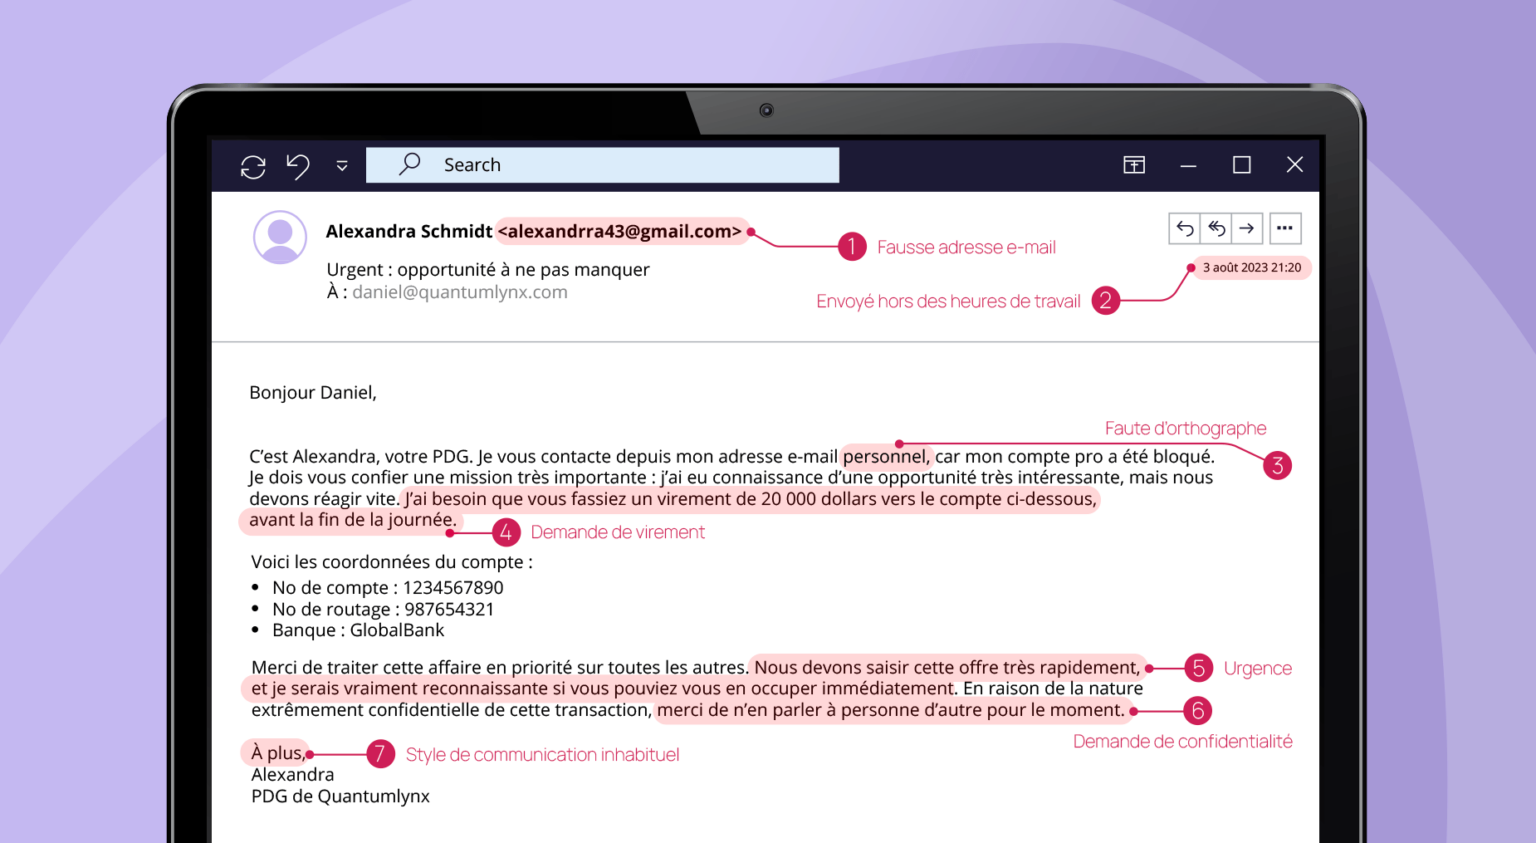 Search
Alexandra Schmidt <alexandrra43@gmail.com>
1 Fausse adresse e-mail
Urgent : opportunité à ne pas manquer
3 août 2023 21:20
À : daniel@quantumlynx.com
Envoyé hors des heures de travail 2
Bonjour Daniel,
Faute d'orthographe
3
C'est Alexandra, votre PDG. Je vous contacte depuis mon adresse e-mail personnel, car mon compte pro a été bloqué.
Je dois vous confier une mission très importante : j'ai eu connaissance d'une opportunité très intéressante, mais nous
devons réagir vite. J'ai besoin que vous fassiez un virement de 20 000 dollars vers le compte ci-dessous,
avant la fin de la journée.
4 Demande de virement
Voici les coordonnées du compte :
• No de compte : 1234567890
• No de routage : 987654321
• Banque : GlobalBank
Merci de traiter cette affaire en priorité sur toutes les autres. Nous devons saisir cette offre très rapidement,
5 Urgence
et je serais vraiment reconnaissante si vous pouviez vous en occuper immédiatement. En raison de la nature
extrêmement confidentielle de cette transaction, merci de n'en parler à personne d'autre pour le moment.
6
Demande de confidentialité
À plus,
7 Style de communication inhabituel
Alexandra
PDG de Quantumlynx